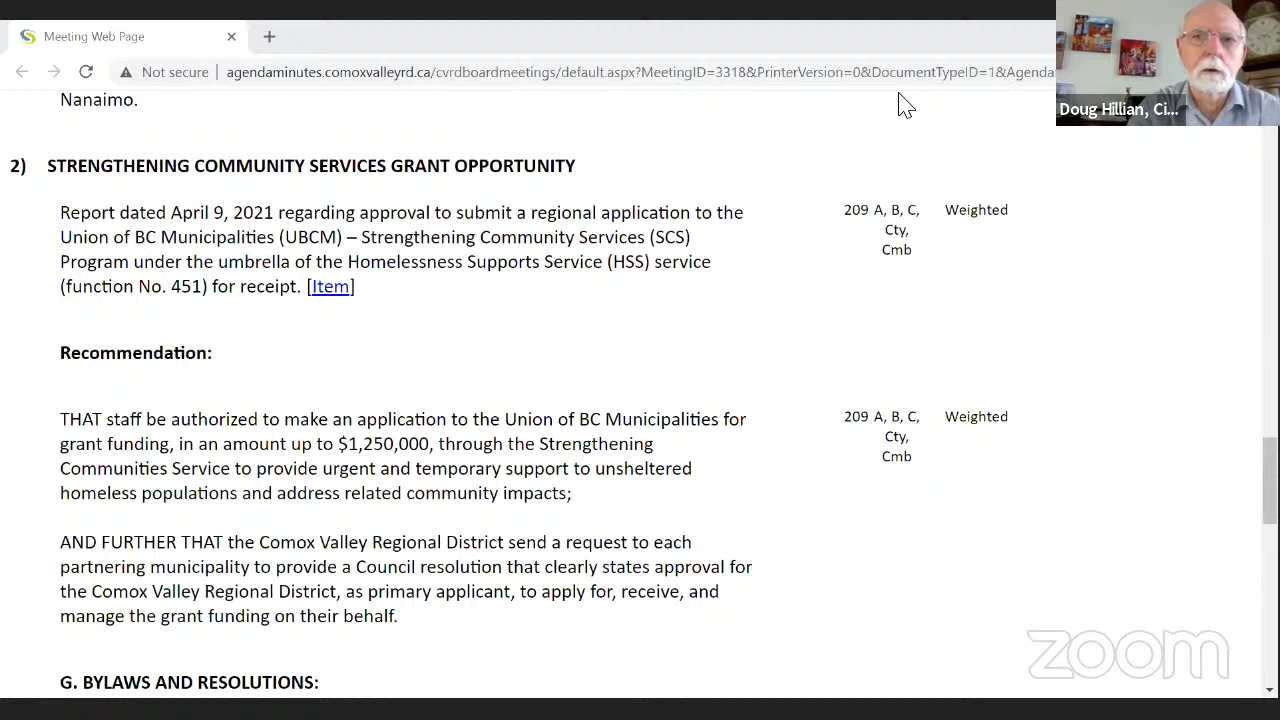 Meeting Web Page
Not secure
agendaminutes.comoxvalleyrd.ca/cvrdboardmeetings/default.aspx?MeetingID=3318&PrinterVersion=0&DocumentTypeID=1&Agenda
Doug Hillian, Ci...
Nanaimo.
2) STRENGTHENING COMMUNITY SERVICES GRANT OPPORTUNITY
Report dated April 9, 2021 regarding approval to submit a regional application to the
Union of BC Municipalities (UBCM) – Strengthening Community Services (SCS)
Program under the umbrella of the Homelessness Supports Service (HSS) service
(function No. 451) for receipt. [Item]
209 A, B, C,
Cty,
Cmb
Weighted
Recommendation:
THAT staff be authorized to make an application to the Union of BC Municipalities for
grant funding, in an amount up to $1,250,000, through the Strengthening
Communities Service to provide urgent and temporary support to unsheltered
homeless populations and address related community impacts;
209 A, B, C,
Cty,
Cmb
Weighted
AND FURTHER THAT the Comox Valley Regional District send a request to each
partnering municipality to provide a Council resolution that clearly states approval for
the Comox Valley Regional District, as primary applicant, to apply for, receive, and
manage the grant funding on their behalf.
G. BYLAWS AND RESOLUTIONS:
zoom